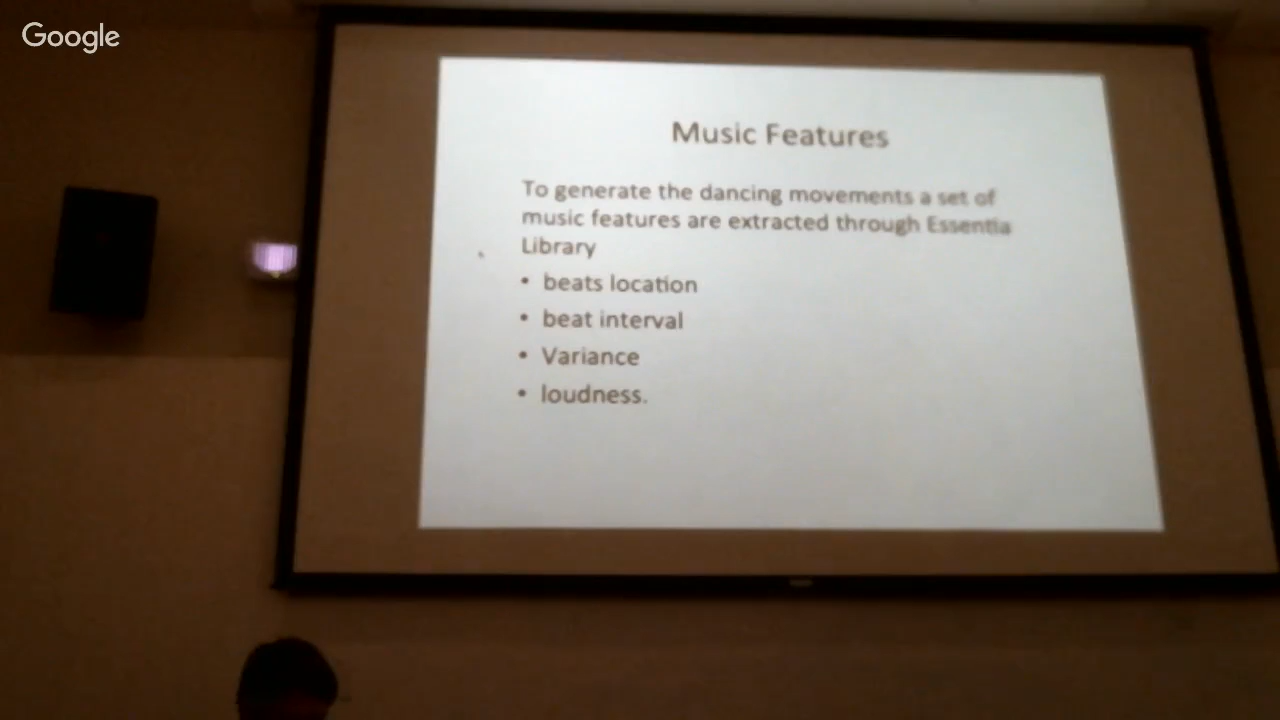 Google
Music Features
To generate the dancing movements a set of
music features are extracted through Essentia
Library
• beats location
• beat interval
• Variance
• loudness.